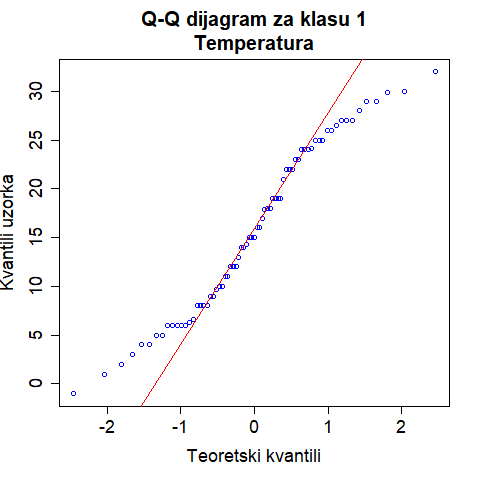 Q-Q dijagram za klasu 1
Temperatura
Kvantili uzorka
30
25
20
15
10
5
0
-2 -1 0 1 2
Teoretski kvantili